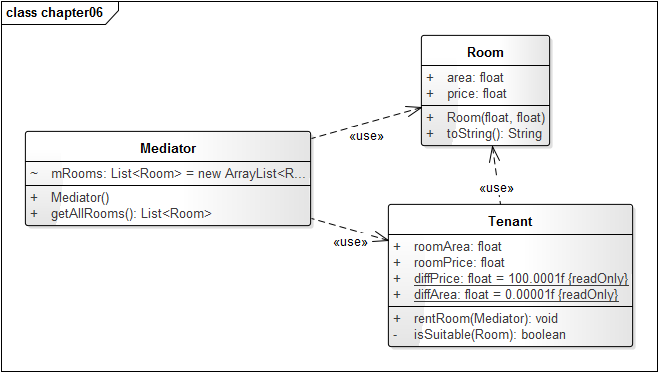 class chapter06
Room
+ area: float
+ price: float
+ Room(float, float)
+ toString(): String
«use»
Mediator
~ mRooms: List<Room> = new ArrayList<R...
+ Mediator()
+ getAllRooms(): List<Room>
«use»
«use»
Tenant
+ roomArea: float
+ roomPrice: float
+ diffPrice: float = 100.0001f {readOnly}
+ diffArea: float = 0.00001f {readOnly}
+ rentRoom(Mediator): void
- isSuitable(Room): boolean